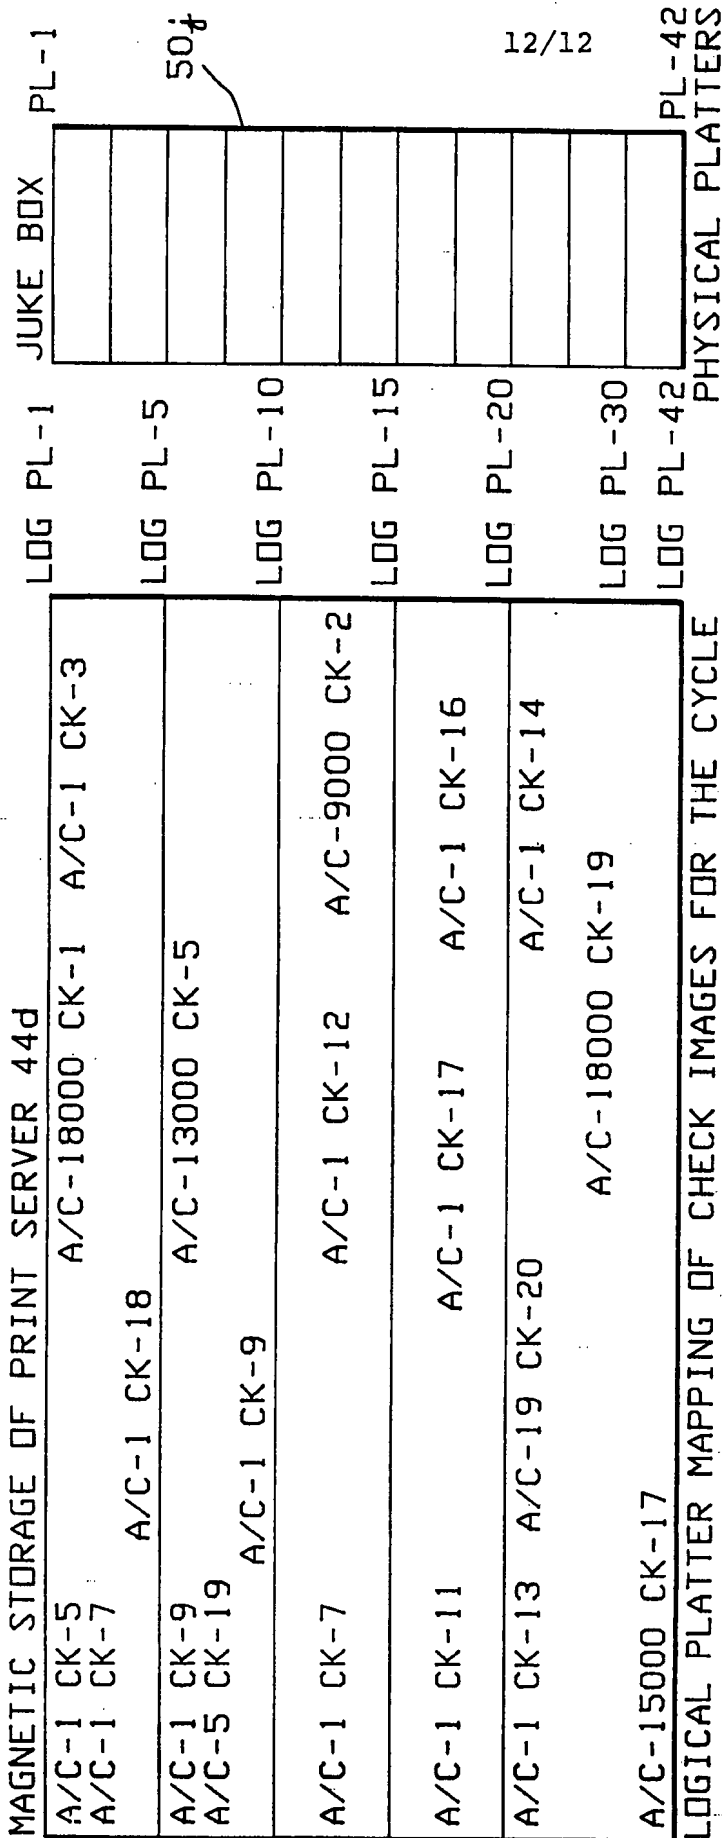 12/12
MAGNETIC STORAGE OF PRINT SERVER 44d
LOG PL-1
JUKE BOX
PL-1
50j
A/C-1 CK-5
A/C-18000 CK-1
A/C-1 CK-3
A/C-1 CK-7
A/C-1 CK-18
LOG PL-5
A/C-1 CK-9
A/C-13000 CK-5
A/C-5 CK-19
A/C-1 CK-9
LOG PL-10
A/C-1 CK-7
A/C-1 CK-12
A/C-9000 CK-2
LOG PL-15
A/C-1 CK-11
A/C-1 CK-17
A/C-1 CK-16
LOG PL-20
A/C-1 CK-13
A/C-19 CK-20
A/C-1 CK-14
A/C-18000 CK-19
LOG PL-30
A/C-15000 CK-17
LOG PL-42
PL-42
LOGICAL PLATTER MAPPING OF CHECK IMAGES FOR THE CYCLE
PHYSICAL PLATTERS